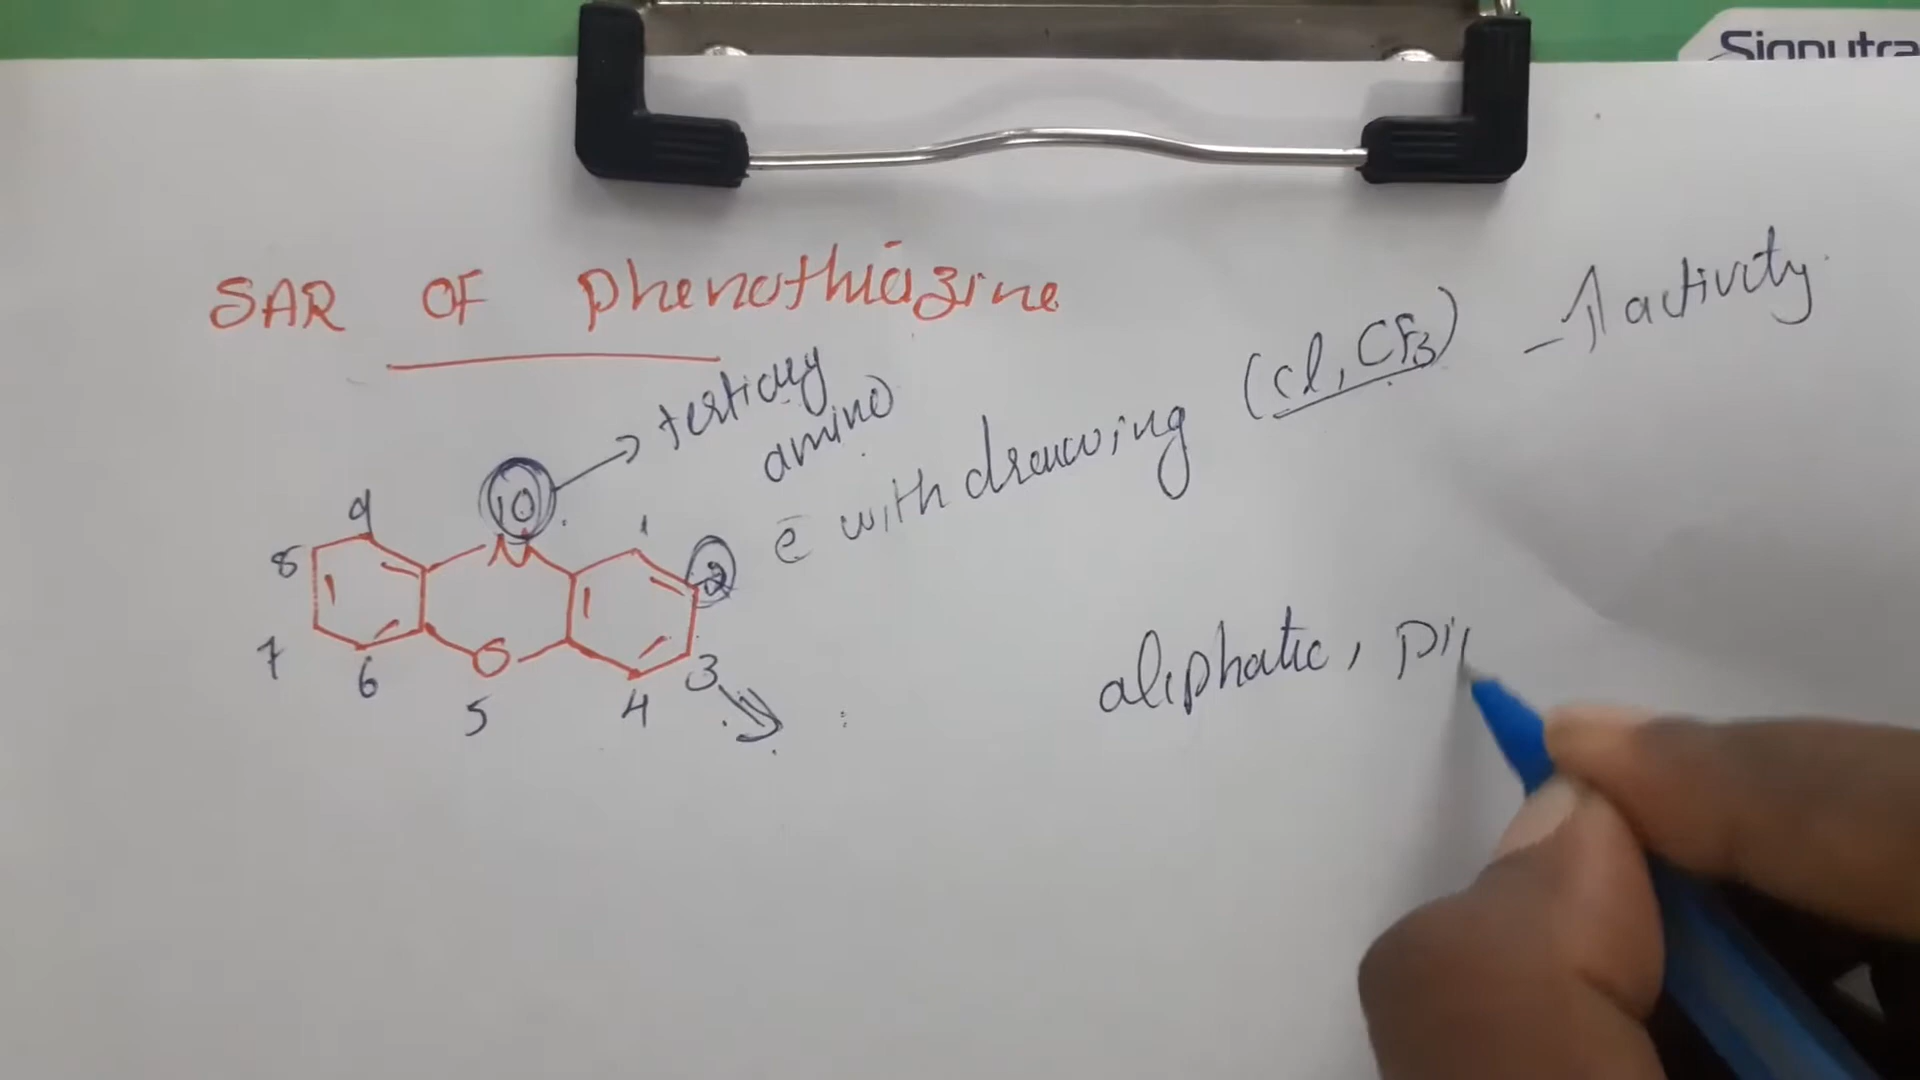 Signutra
SAR OF phenothiazine
tertiary
amino
ē with drawing (Cl, CF3) - ↑ activity
10
9
8
N
1
2
7
6
S
5
4
3
aliphatic, pi